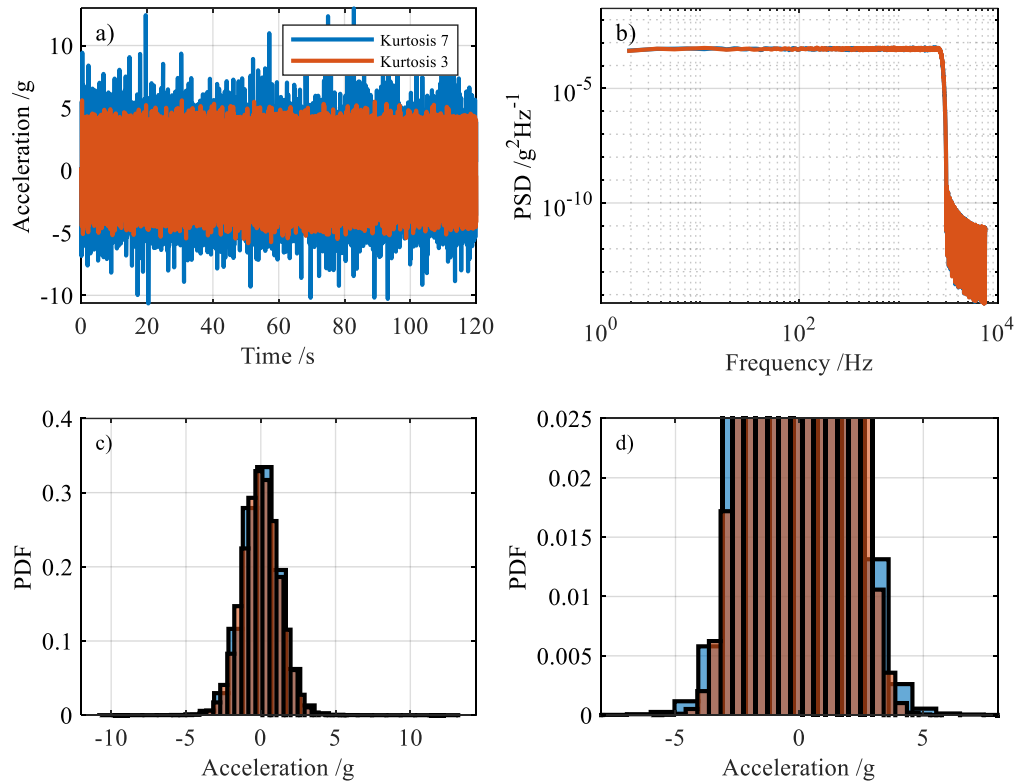 a)
Kurtosis 7
Kurtosis 3
10
5
0
-5
-10
0
20
40
60
80
100
120
Time /s
Acceleration /g
b)
10^-5
10^-10
10^0
10^2
10^4
Frequency /Hz
PSD /g^2Hz^-1
c)
0.4
0.3
0.2
0.1
0
-10
-5
0
5
10
Acceleration /g
PDF
d)
0.025
0.02
0.015
0.01
0.005
0
-5
0
5
Acceleration /g
PDF